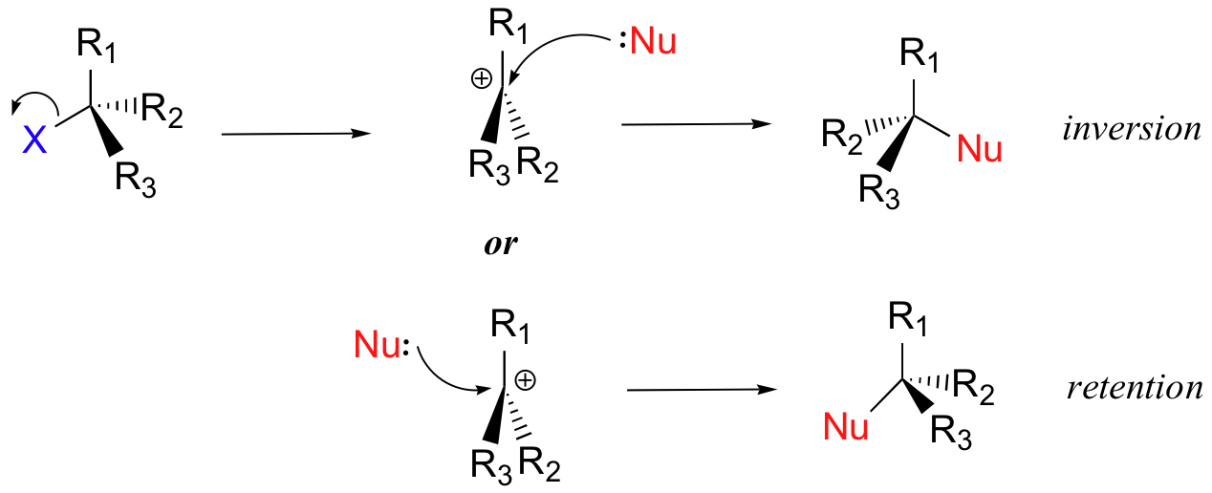 R₁
X
R₂
R₃
⊕
R₁
:Nu
R₃
R₂
R₁
R₂
Nu
R₃
inversion
or
Nu:
R₁
⊕
R₃
R₂
R₁
R₂
Nu
R₃
retention